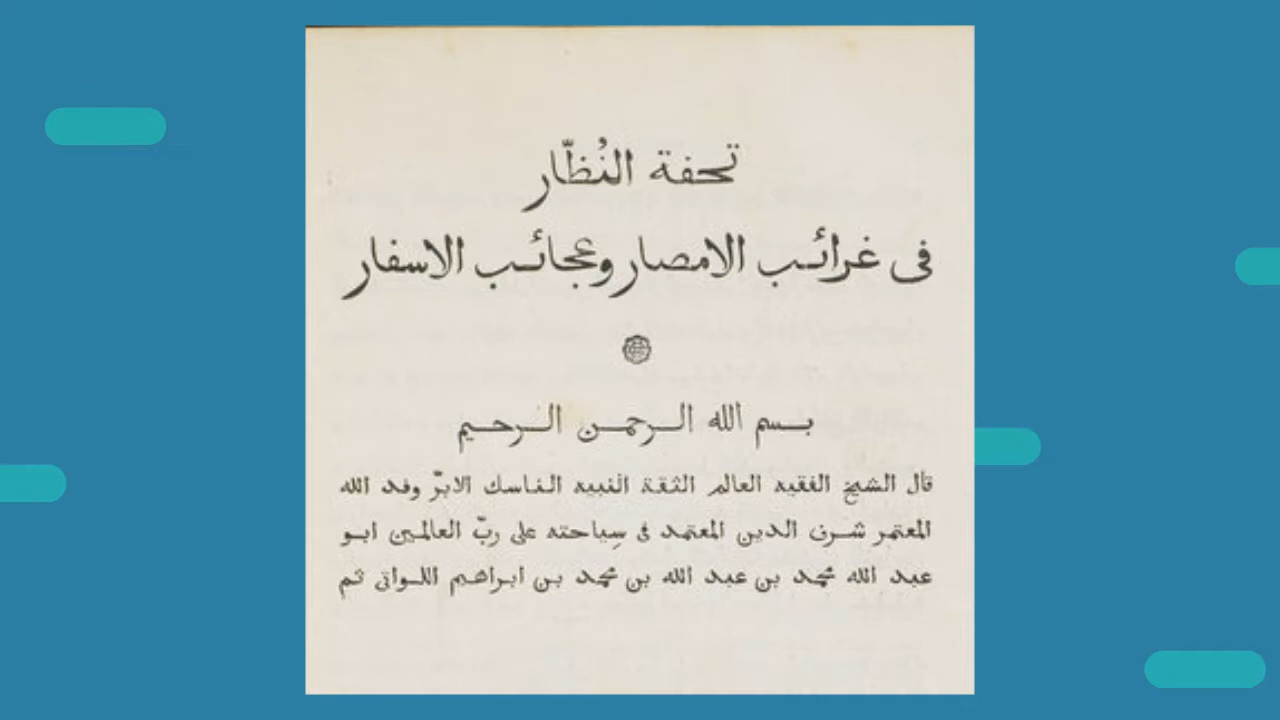 تحفة النُظّار
فى غرائب الامصار وعجائب الاسفار
بسم الله الرحمن الرحيم
قال الشيخ الفقيه العالم الثقة النبيه الناسك الابرّ وفد الله
المعتمر شرف الدين المعتمد فى سِياحته على ربّ العالمين ابو
عبد الله محمد بن عبد الله بن محمد بن ابراهيم اللواتى ثم